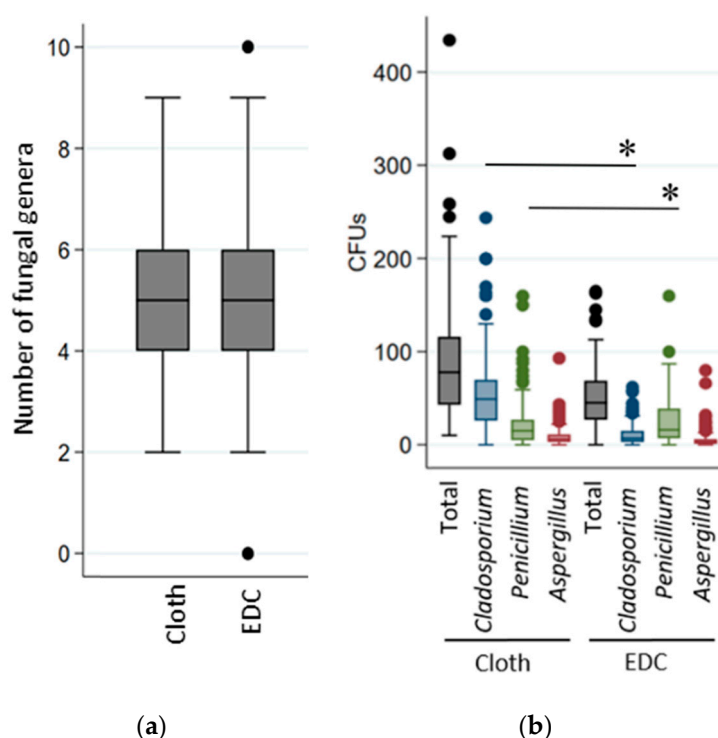 Number of fungal genera
10
8
6
4
2
0
Cloth
EDC
(a)
CFUs
400
300
200
100
0
*
*
Total
Cladosporium
Penicillium
Aspergillus
Total
Cladosporium
Penicillium
Aspergillus
Cloth
EDC
(b)